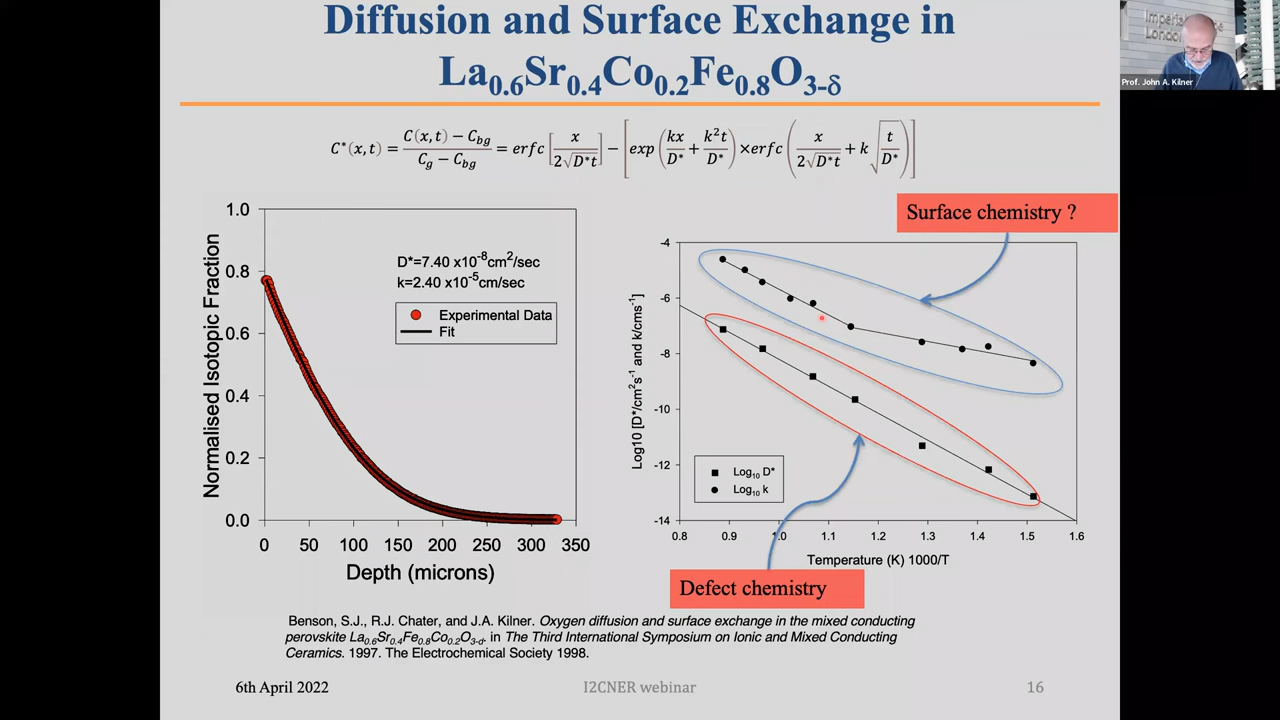 Diffusion and Surface Exchange in
La0.6Sr0.4Co0.2Fe0.8O3-δ
Imperial
London
Prof. John A. Kilner
C*(x,t) = (C(x,t) − Cbg)/(Cg − Cbg) = erfc[x/(2√D*t)] − [exp(kx/D* + k²t/D*) ×erfc(x/(2√D*t) + k√(t/D*))]
Normalised Isotopic Fraction
1.0
0.8
0.6
0.4
0.2
0.0
D*=7.40 x10-8cm2/sec
k=2.40 x10-5cm/sec
Experimental Data
Fit
0 50 100 150 200 250 300 350
Depth (microns)
Surface chemistry ?
Log10 [D*/cm2s-1 and k/cms-1]
-4
-6
-8
-10
-12
-14
Log10 D*
Log10 k
0.8 0.9 1.0 1.1 1.2 1.3 1.4 1.5 1.6
Temperature (K) 1000/T
Defect chemistry
Benson, S.J., R.J. Chater, and J.A. Kilner. Oxygen diffusion and surface exchange in the mixed conducting
perovskite La0.6Sr0.4Fe0.8Co0.2O3-d. in The Third International Symposium on Ionic and Mixed Conducting
Ceramics. 1997. The Electrochemical Society 1998.
6th April 2022
I2CNER webinar
16